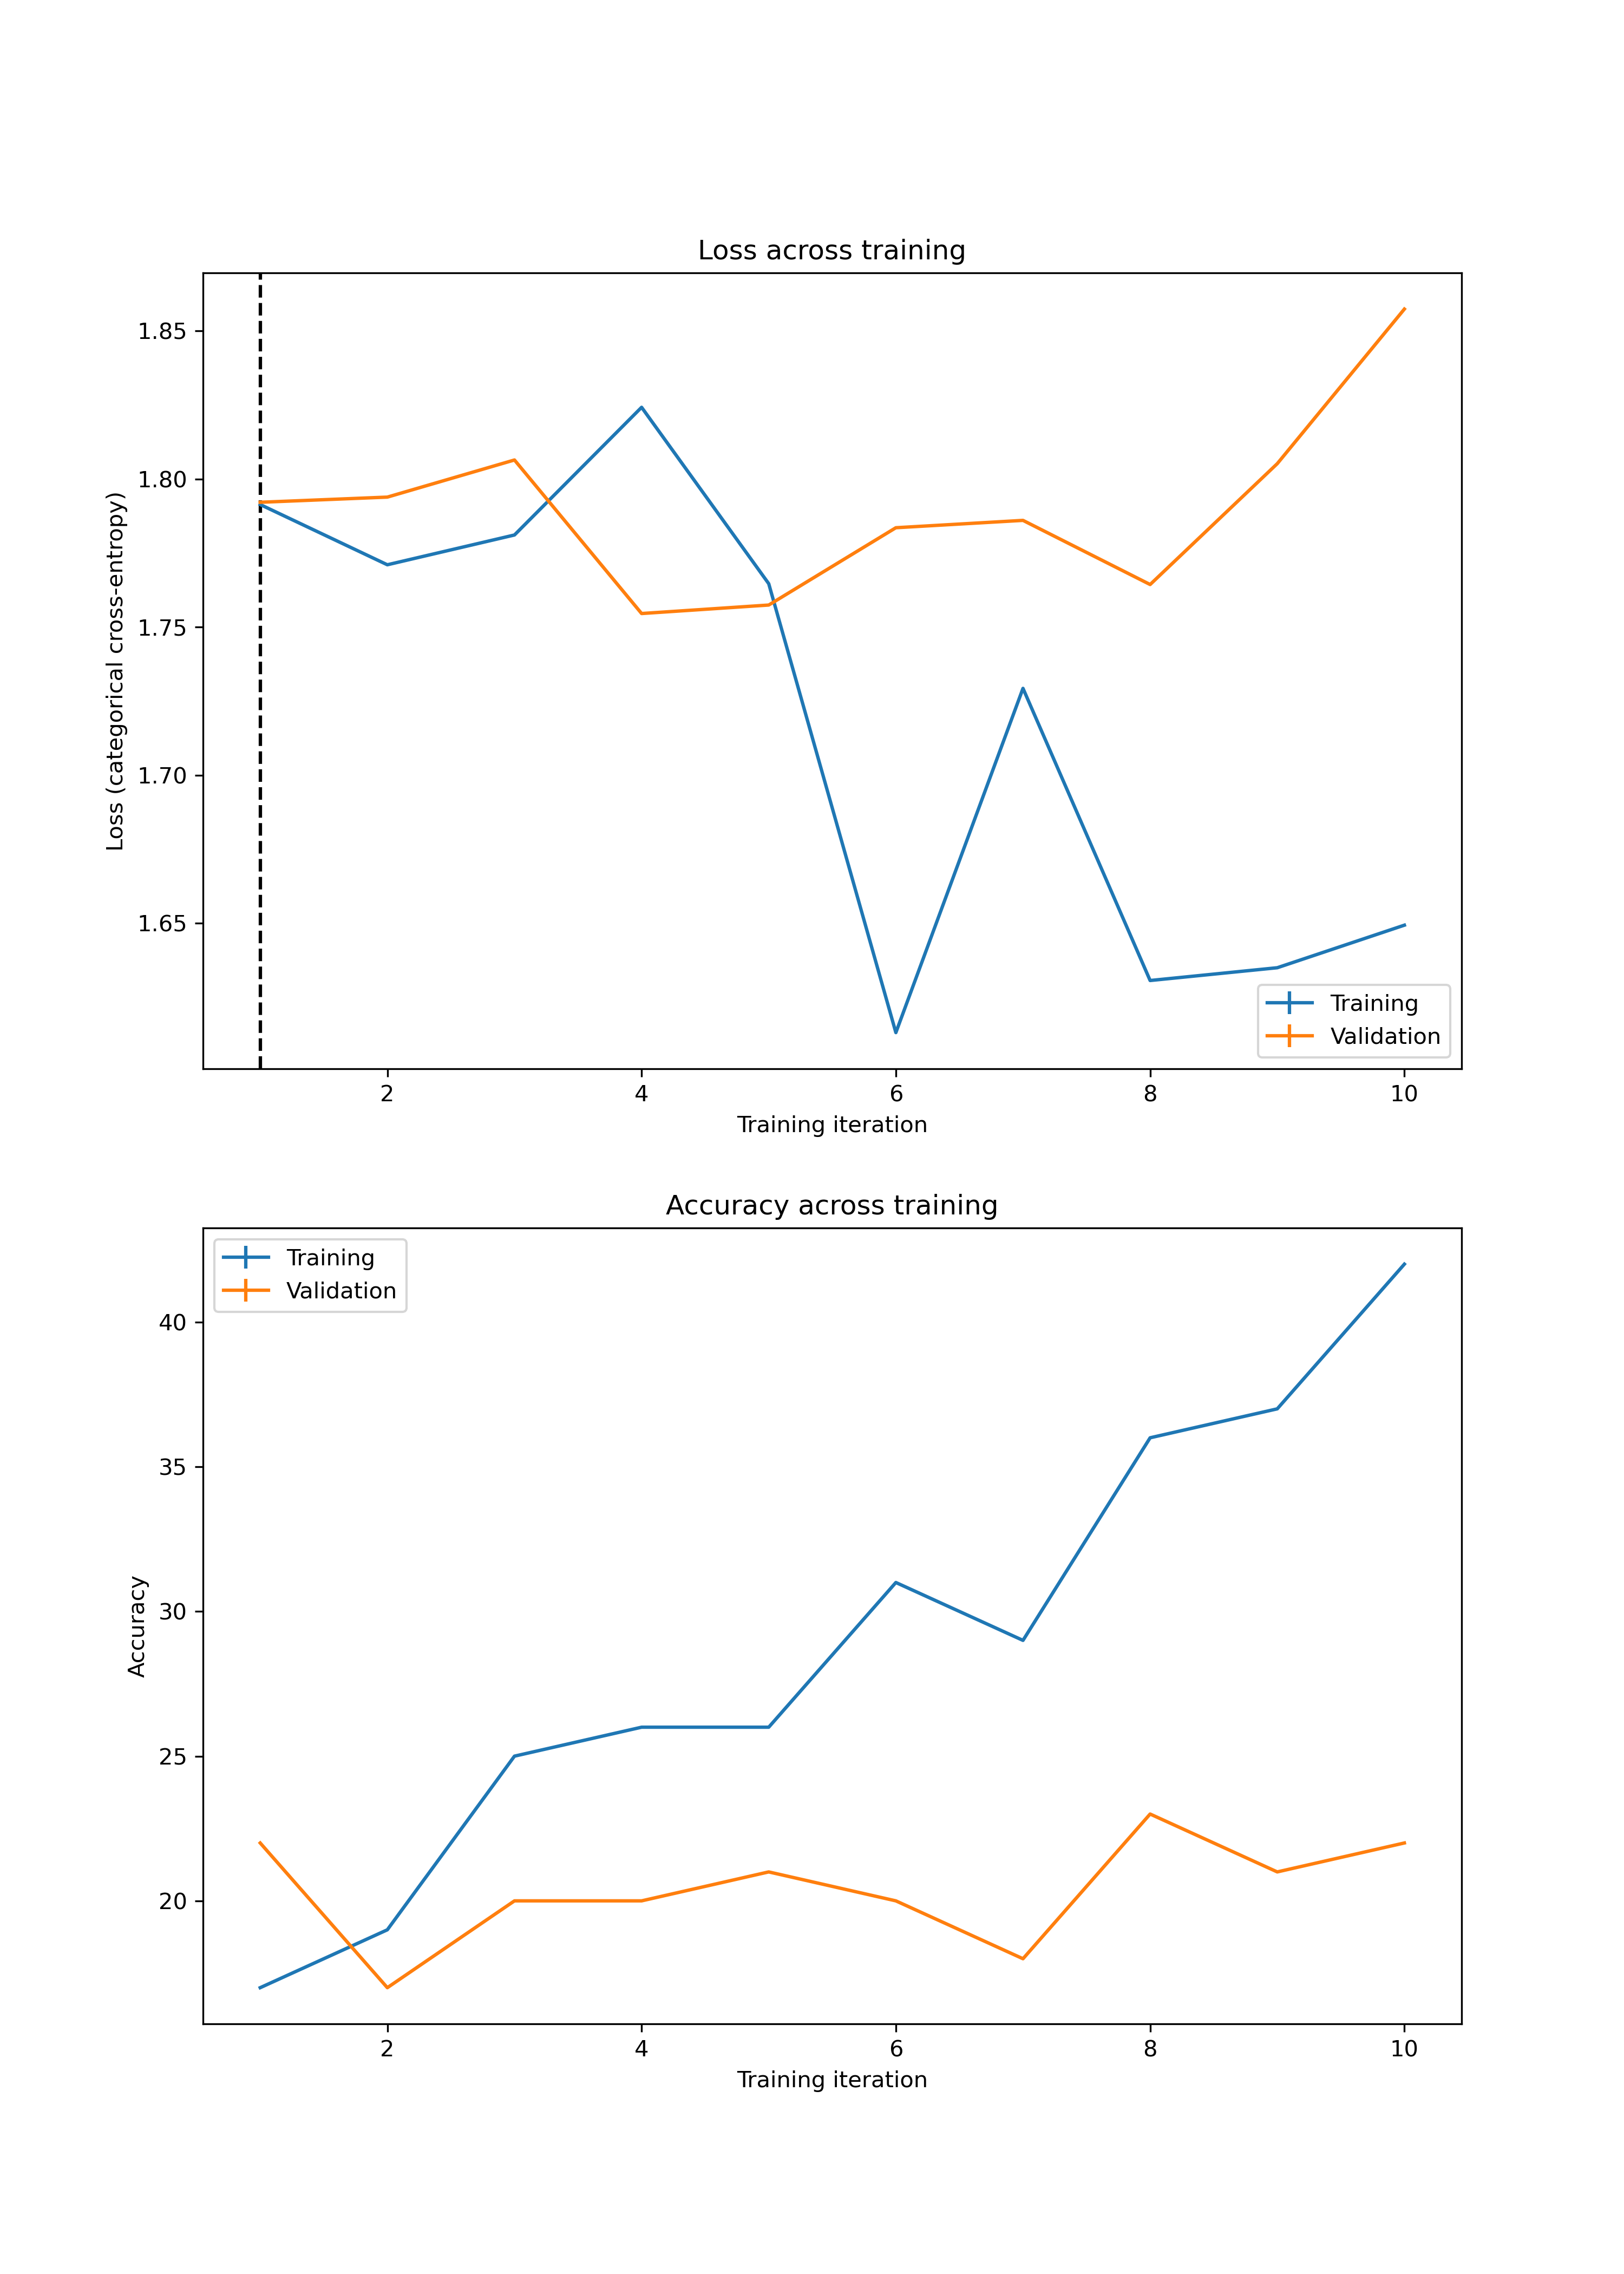 Loss across training
1.85
1.80
1.75
1.70
1.65
Loss (categorical cross-entropy)
Training
Validation
2 4 6 8 10
Training iteration
Accuracy across training
Training
Validation
40
35
30
25
20
Accuracy
2 4 6 8 10
Training iteration